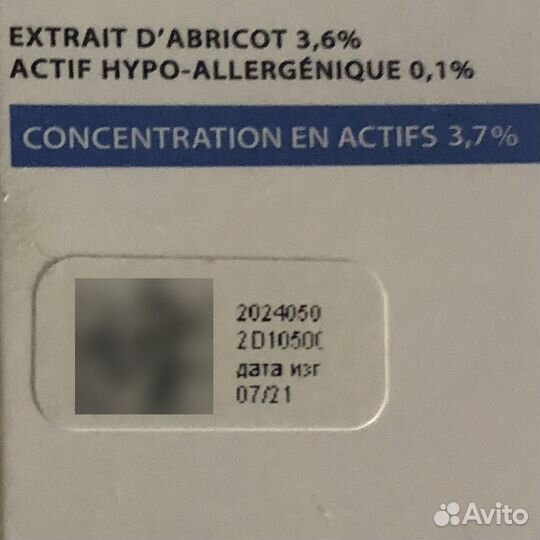 EXTRAIT D'ABRICOT 3,6%
ACTIF HYPO-ALLERGÉNIQUE 0,1%
CONCENTRATION EN ACTIFS 3,7%
2024050
2D1050
дата изг
07/21
Avito